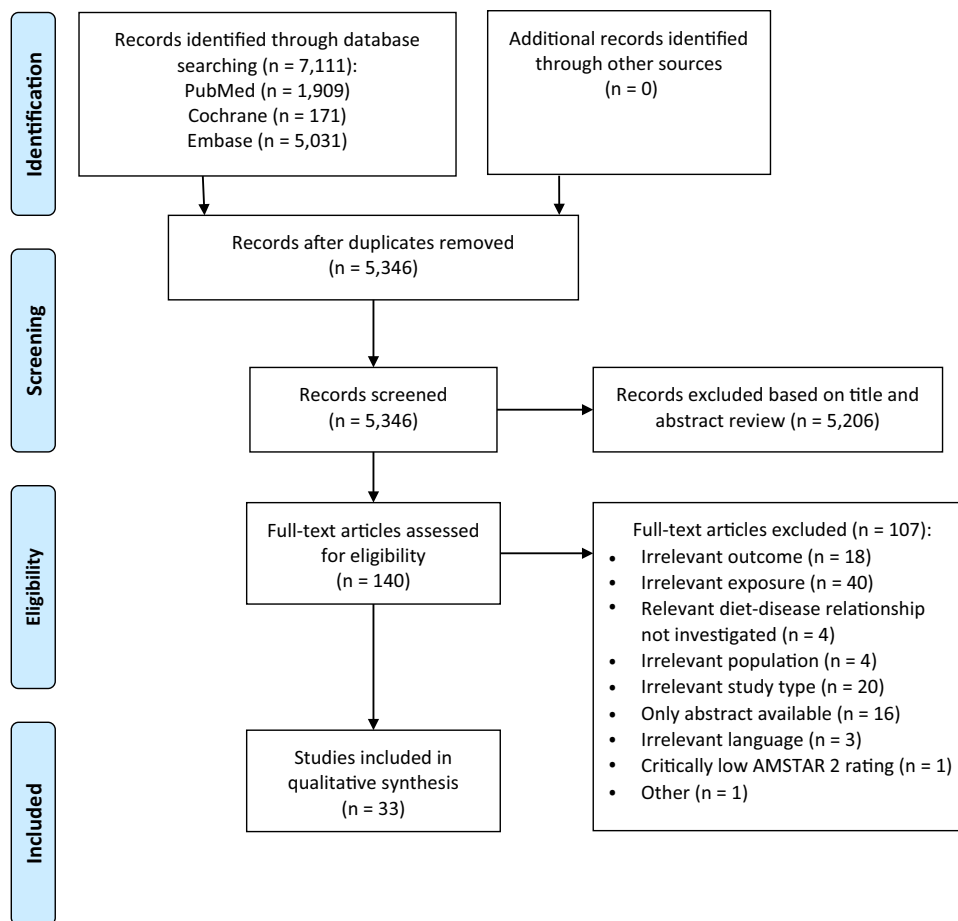 Identification
Records identified through database
searching (n = 7,111):
PubMed (n = 1,909)
Cochrane (n = 171)
Embase (n = 5,031)
Additional records identified
through other sources
(n = 0)
Records after duplicates removed
(n = 5,346)
Screening
Records screened
(n = 5,346)
Records excluded based on title and
abstract review (n = 5,206)
Eligibility
Full-text articles assessed
for eligibility
(n = 140)
Full-text articles excluded (n = 107):
• Irrelevant outcome (n = 18)
• Irrelevant exposure (n = 40)
• Relevant diet-disease relationship
not investigated (n = 4)
• Irrelevant population (n = 4)
• Irrelevant study type (n = 20)
• Only abstract available (n = 16)
• Irrelevant language (n = 3)
• Critically low AMSTAR 2 rating (n = 1)
• Other (n = 1)
Included
Studies included in
qualitative synthesis
(n = 33)